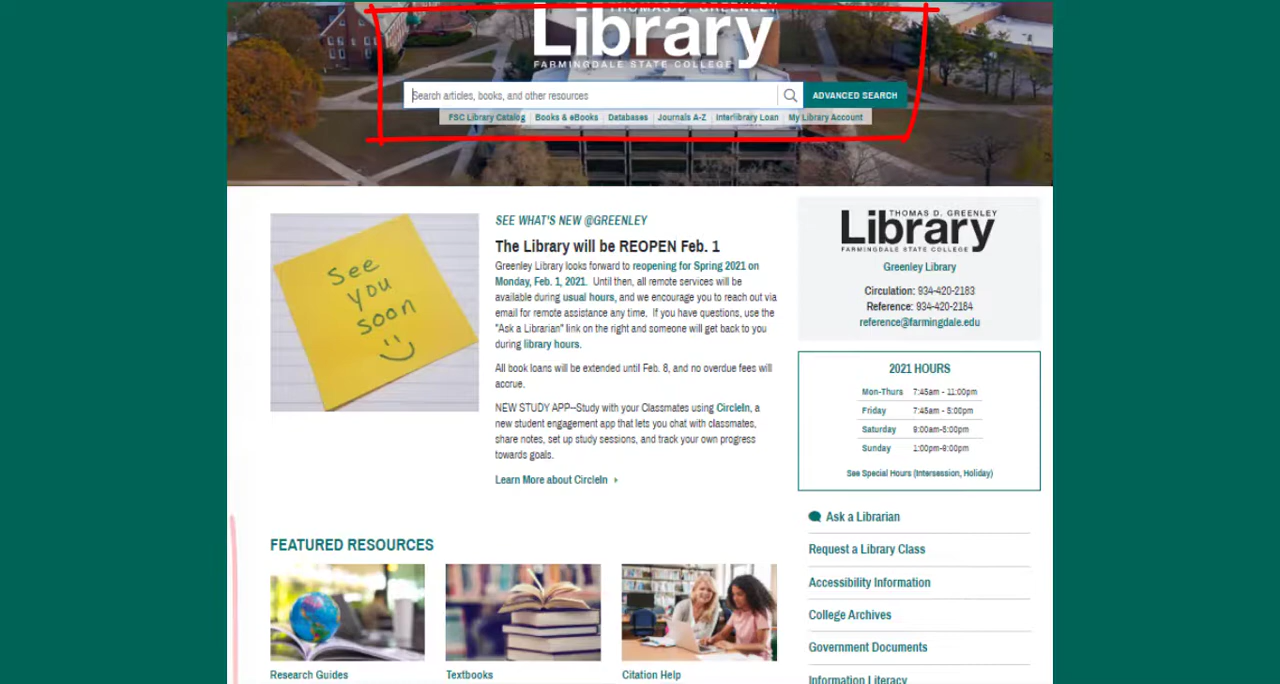 THOMAS D. GREENLEY
Library
FARMINGDALE STATE COLLEGE
Search articles, books, and other resources
ADVANCED SEARCH
FSC Library Catalog
Books & eBooks
Databases
Journals A-Z
Interlibrary Loan
My Library Account
See
you
soon
SEE WHAT'S NEW @GREENLEY
The Library will be REOPEN Feb. 1
Greenley Library looks forward to reopening for Spring 2021 on
Monday, Feb. 1, 2021. Until then, all remote services will be
available during usual hours, and we encourage you to reach out via
email for remote assistance any time. If you have questions, use the
"Ask a Librarian" link on the right and someone will get back to you
during library hours.
All book loans will be extended until Feb. 8, and no overdue fees will
accrue.
NEW STUDY APP--Study with your Classmates using CircleIn, a
new student engagement app that lets you chat with classmates,
share notes, set up study sessions, and track your own progress
towards goals.
Learn More about CircleIn
THOMAS D. GREENLEY
Library
FARMINGDALE STATE COLLEGE
Greenley Library
Circulation: 934-420-2183
Reference: 934-420-2184
reference@farmingdale.edu
2021 HOURS
Mon-Thurs 7:45am - 11:00pm
Friday 7:45am - 5:00pm
Saturday 9:00am-5:00pm
Sunday 1:00pm-9:00pm
See Special Hours (Intersession, Holiday)
Ask a Librarian
Request a Library Class
Accessibility Information
College Archives
Government Documents
Information Literacy
FEATURED RESOURCES
Research Guides
Textbooks
Citation Help